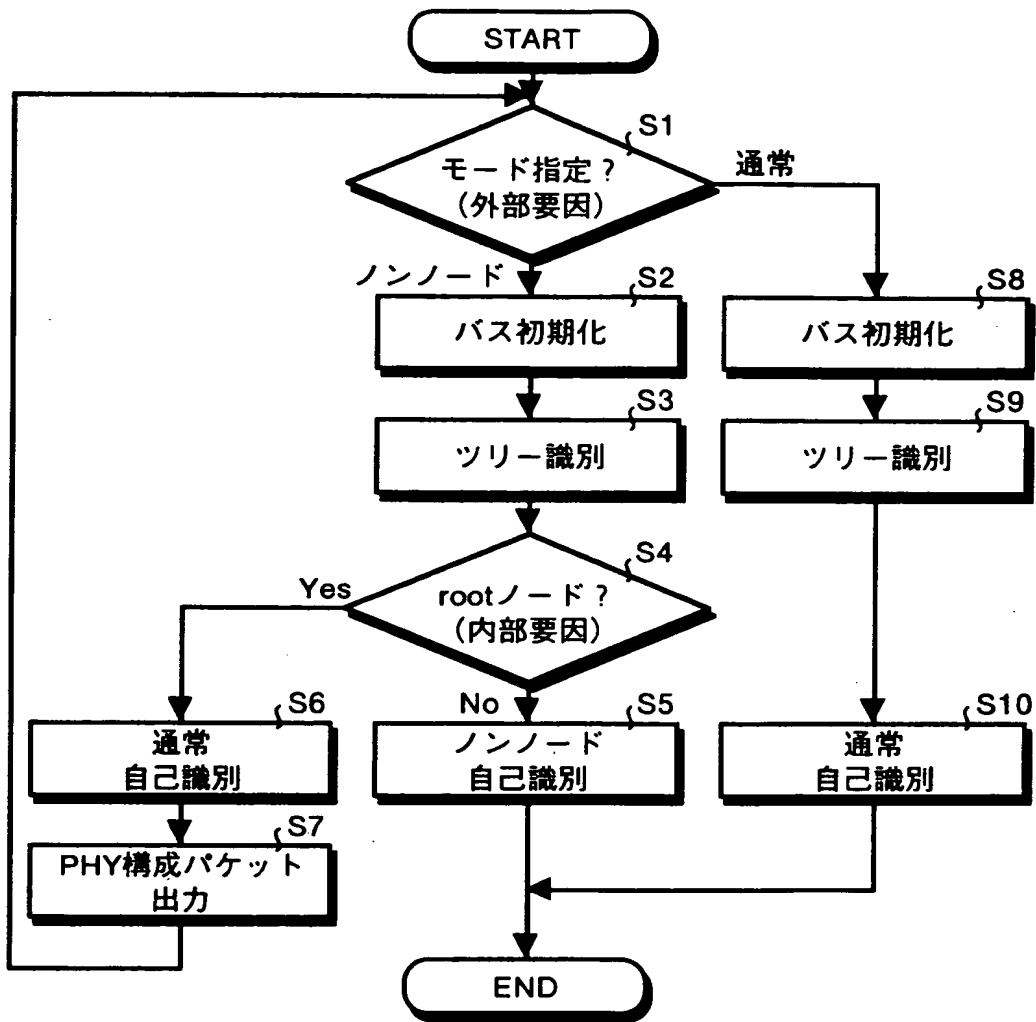 START
S1
モード指定？
（外部要因）
通常
ノンノード
S2
バス初期化
S8
バス初期化
S3
ツリー識別
S9
ツリー識別
S4
rootノード？
（内部要因）
Yes
No
S6
通常
自己識別
S5
ノンノード
自己識別
S10
通常
自己識別
S7
PHY構成パケット
出力
END